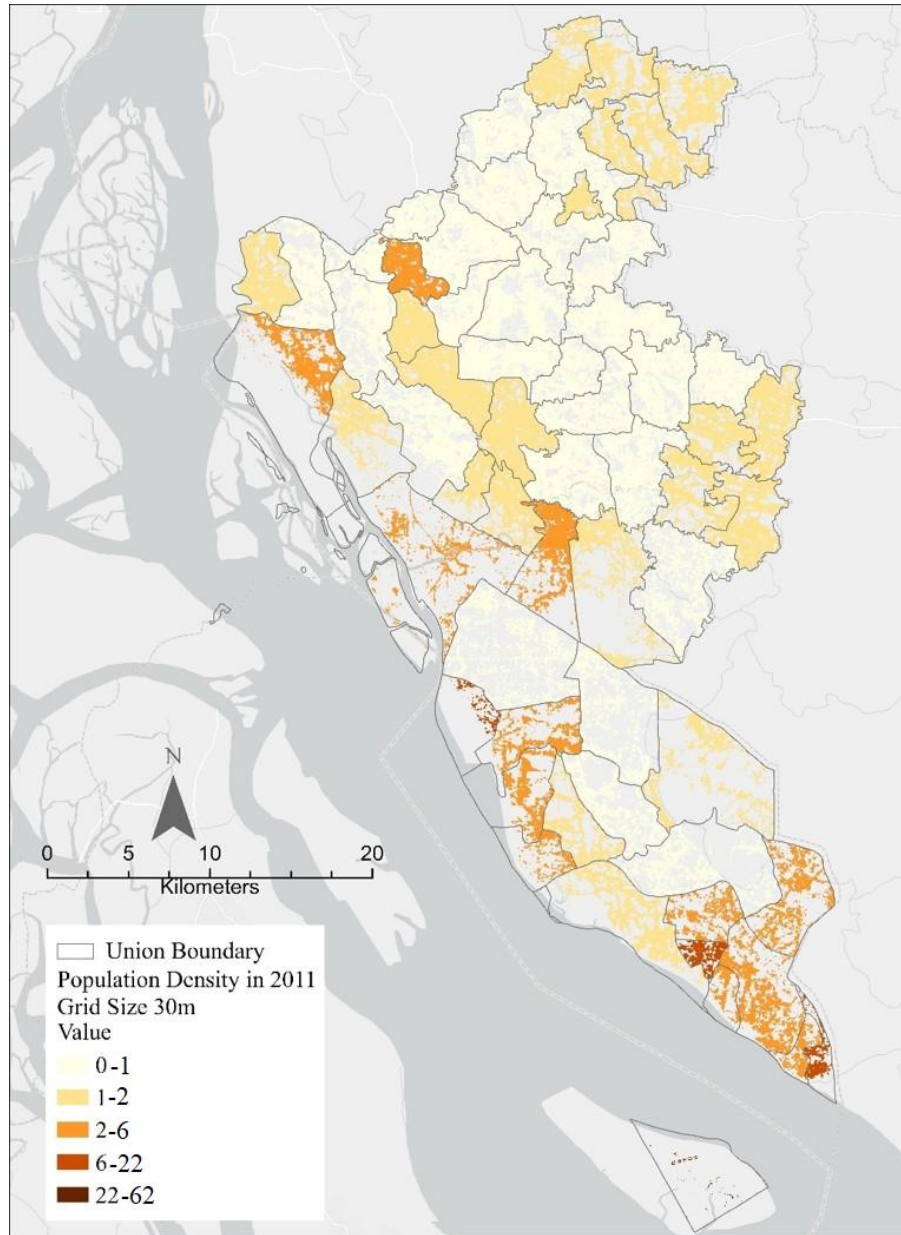 N
0 5 10 20
Kilometers
Union Boundary
Population Density in 2011
Grid Size 30m
Value
0-1
1-2
2-6
6-22
22-62